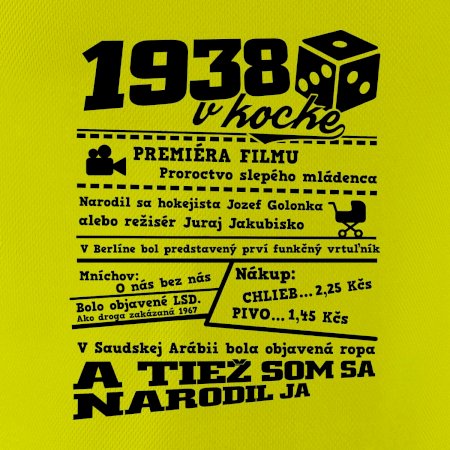 1938
v kocke
PREMIÉRA FILMU
Proroctvo slepého mládenca
Narodil sa hokejista Jozef Golonka
alebo režisér Juraj Jakubisko
V Berlíne bol predstavený prví funkčný vrtuľník
Mníchov:
O nás bez nás
Bolo objavené LSD.
Ako droga zakázaná 1967
Nákup:
CHLIEB... 2,25 Kčs
PIVO... 1,45 Kčs
V Saudskej Arábii bola objavená ropa
A TIEŽ SOM SA
NARODIL JA